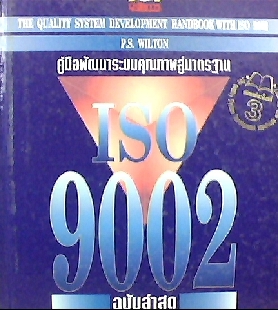 THE QUALITY SYSTEM DEVELOPMENT HANDBOOK WITH ISO 9002
P.S. WILTON
คู่มือพัฒนาระบบคุณภาพสู่มาตรฐาน
ISO
9002
3
ฉบับล่าสุด